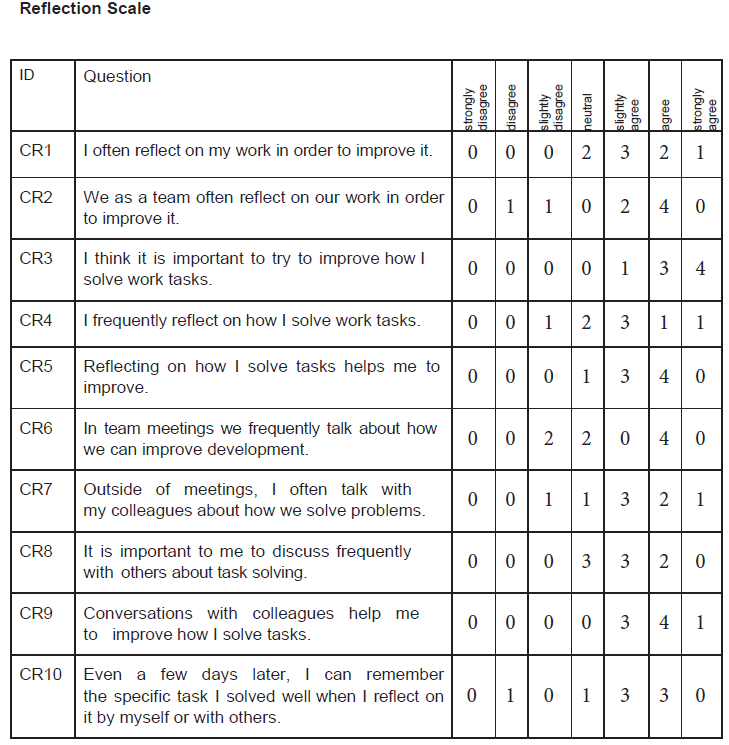 Reflection Scale
ID Question strongly disagree disagree slightly disagree neutral slightly agree agree strongly agree
CR1 I often reflect on my work in order to improve it. 0 0 0 2 3 2 1
CR2 We as a team often reflect on our work in order
to improve it. 0 1 1 0 2 4 0
CR3 I think it is important to try to improve how I
solve work tasks. 0 0 0 0 1 3 4
CR4 I frequently reflect on how I solve work tasks. 0 0 1 2 3 1 1
CR5 Reflecting on how I solve tasks helps me to
improve. 0 0 0 1 3 4 0
CR6 In team meetings we frequently talk about how
we can improve development. 0 0 2 2 0 4 0
CR7 Outside of meetings, I often talk with
my colleagues about how we solve problems. 0 0 1 1 3 2 1
CR8 It is important to me to discuss frequently
with others about task solving. 0 0 0 3 3 2 0
CR9 Conversations with colleagues help me
to improve how I solve tasks. 0 0 0 0 3 4 1
CR10 Even a few days later, I can remember
the specific task I solved well when I reflect on
it by myself or with others. 0 1 0 1 3 3 0